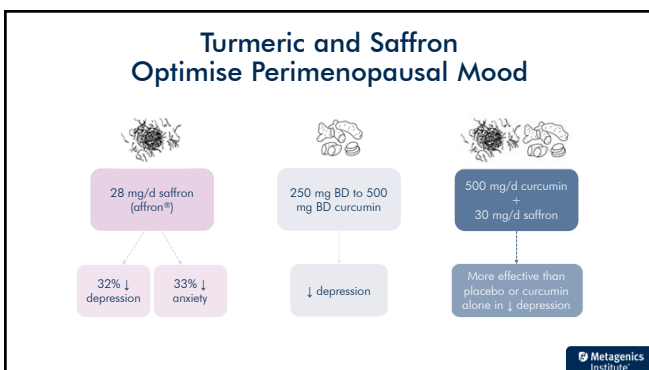 Turmeric and Saffron
Optimise Perimenopausal Mood
28 mg/d saffron
(affron®)
32% ↓
depression
33% ↓
anxiety
250 mg BD to 500
mg BD curcumin
↓ depression
500 mg/d curcumin
+
30 mg/d saffron
More effective than
placebo or curcumin
alone in ↓ depression
Metagenics
Institute